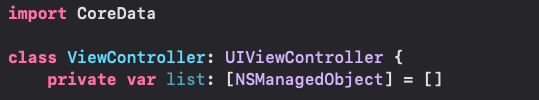 import CoreData
class ViewController: UIViewController {
private var list: [NSManagedObject] = []